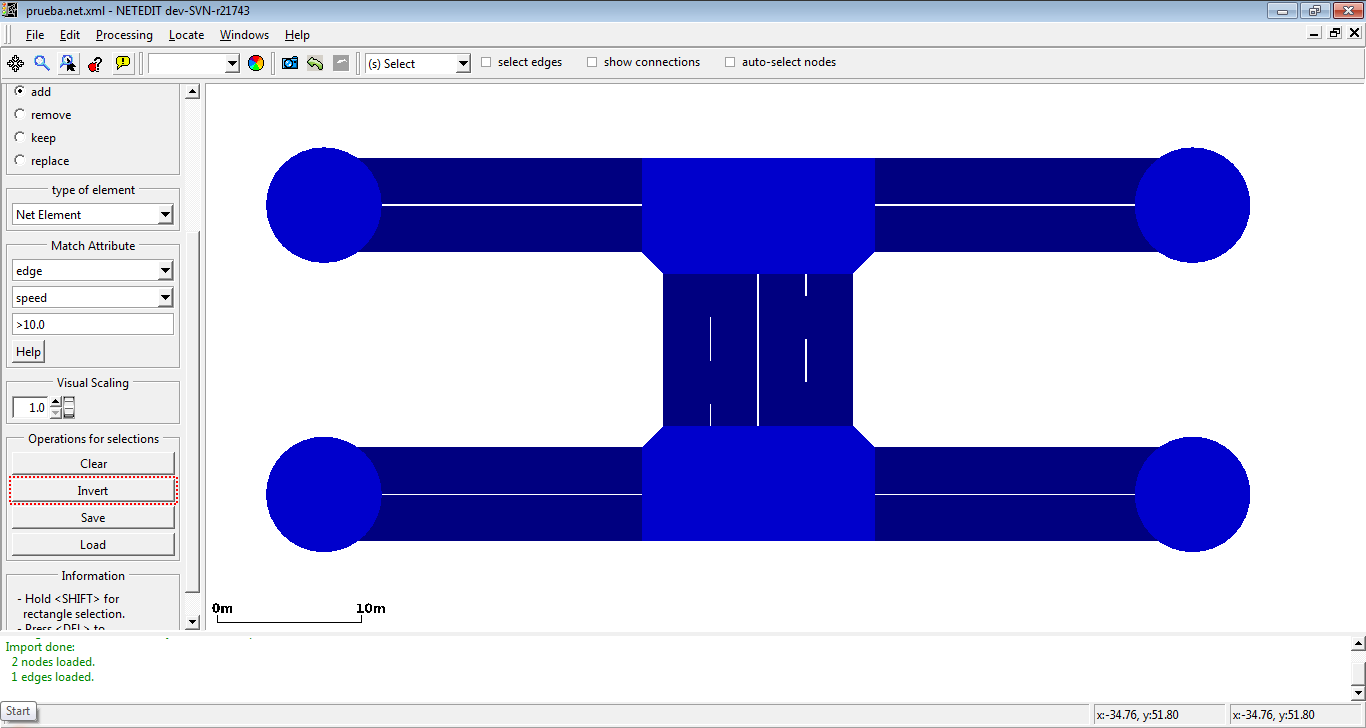 prueba.net.xml - NETEDIT dev-SVN-r21743
File Edit Processing Locate Windows Help
(s) Select select edges show connections auto-select nodes
add
remove
keep
replace
type of element
Net Element
Match Attribute
edge
speed
>10.0
Help
Visual Scaling
1.0
Operations for selections
Clear
Invert
Save
Load
Information
- Hold <SHIFT> for
rectangle selection.
- Press <DEL> to
0m 10m
Import done:
2 nodes loaded.
1 edges loaded.
Start
x:-34.76, y:51.80 x:-34.76, y:51.80